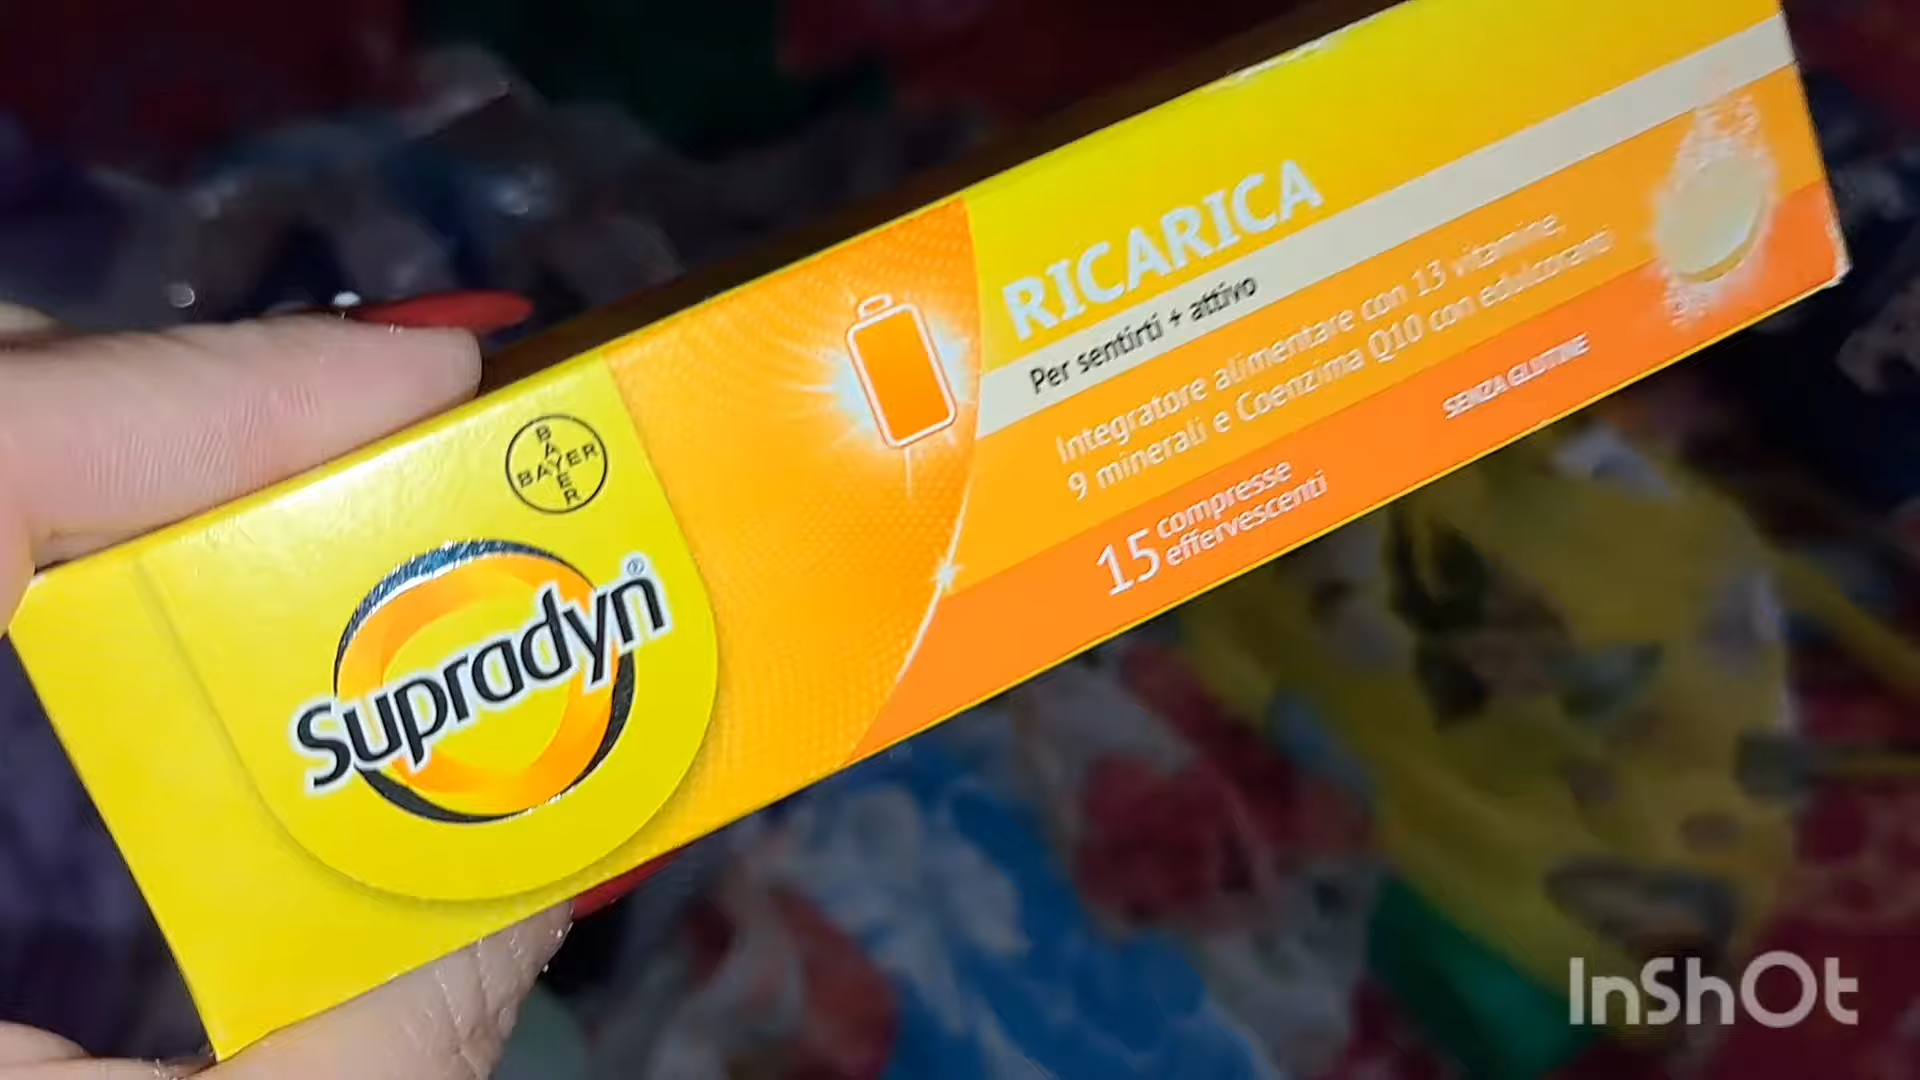 BAYER
BAYER
Supradyn®
RICARICA
Per sentirti + attivo
Integratore alimentare con 13 vitamine,
9 minerali e Coenzima Q10 con edulcoranti
SENZA GLUTINE
15 compresse
effervescenti
InShOt